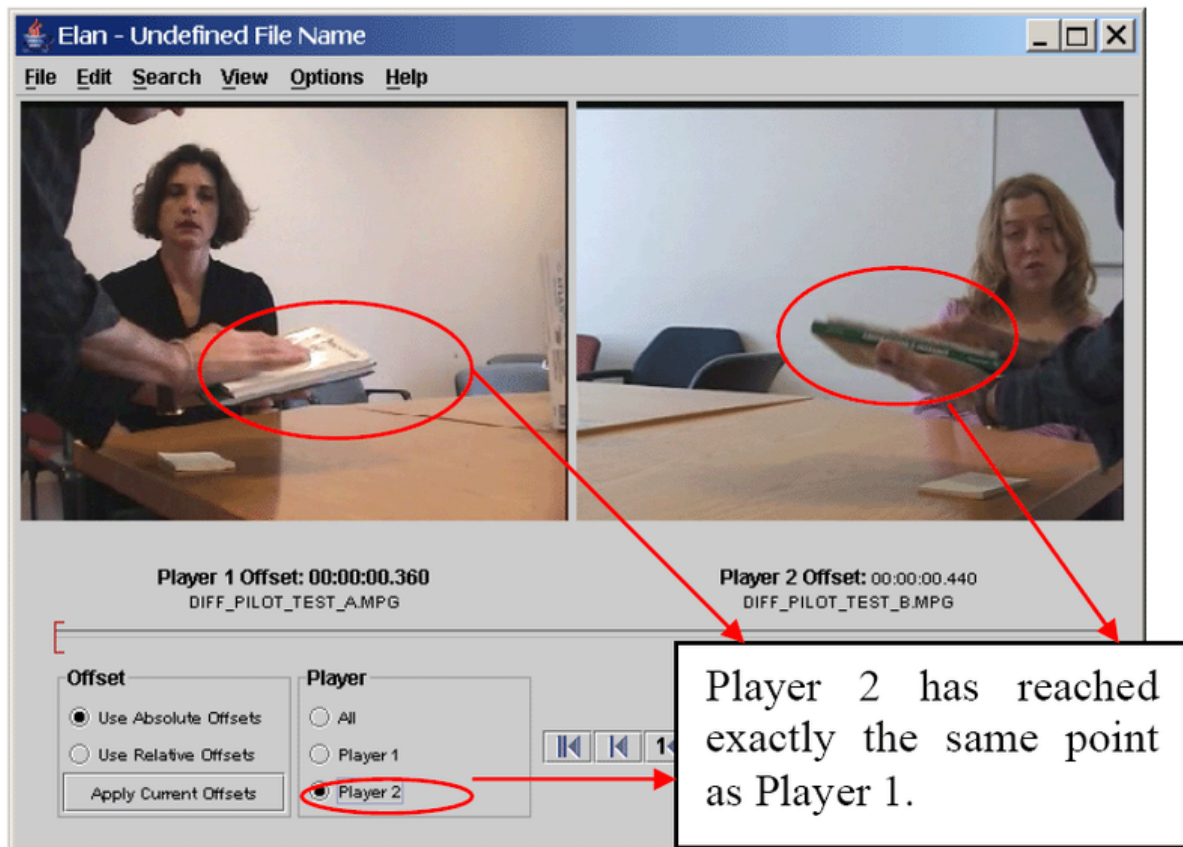 Elan - Undefined File Name
File Edit Search View Options Help
Player 1 Offset: 00:00:00.360
DIFF_PILOT_TEST_A.MPG
Player 2 Offset: 00:00:00.440
DIFF_PILOT_TEST_B.MPG
Offset
Use Absolute Offsets
Use Relative Offsets
Apply Current Offsets
Player
All
Player 1
Player 2
1
Player 2 has reached
exactly the same point
as Player 1.